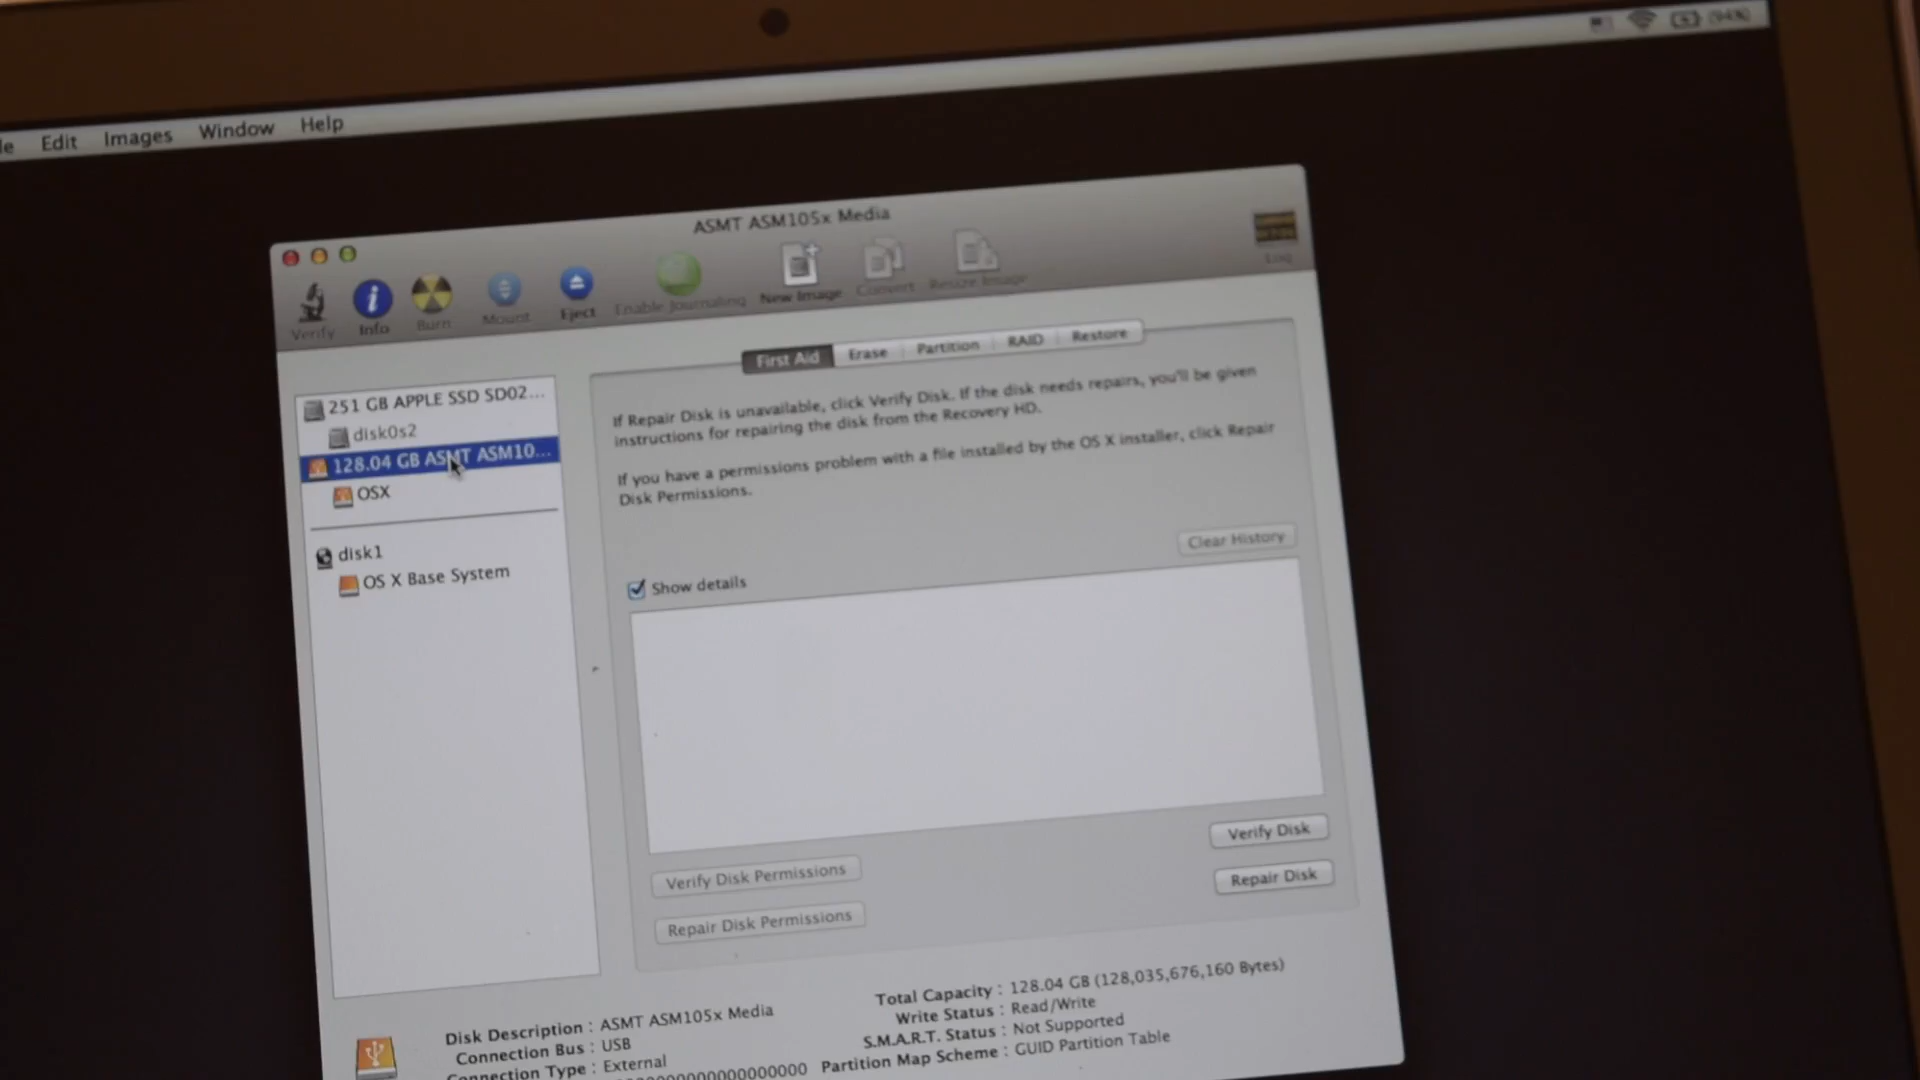 (94%)
le Edit Images Window Help
ASMT ASM105x Media
Verify Info Burn Mount Eject Enable Journaling New Image Convert Resize Image Log
First Aid Erase Partition RAID Restore
251 GB APPLE SSD SD02...
disk0s2
128.04 GB ASMT ASM10...
OSX
disk1
OS X Base System
If Repair Disk is unavailable, click Verify Disk. If the disk needs repairs, you'll be given
instructions for repairing the disk from the Recovery HD.
If you have a permissions problem with a file installed by the OS X installer, click Repair
Disk Permissions.
Clear History
Show details
Verify Disk Permissions
Verify Disk
Repair Disk Permissions
Repair Disk
Disk Description : ASMT ASM105x Media
Connection Bus : USB
Connection Type : External
Total Capacity : 128.04 GB (128,035,676,160 Bytes)
Write Status : Read/Write
S.M.A.R.T. Status : Not Supported
Partition Map Scheme : GUID Partition Table